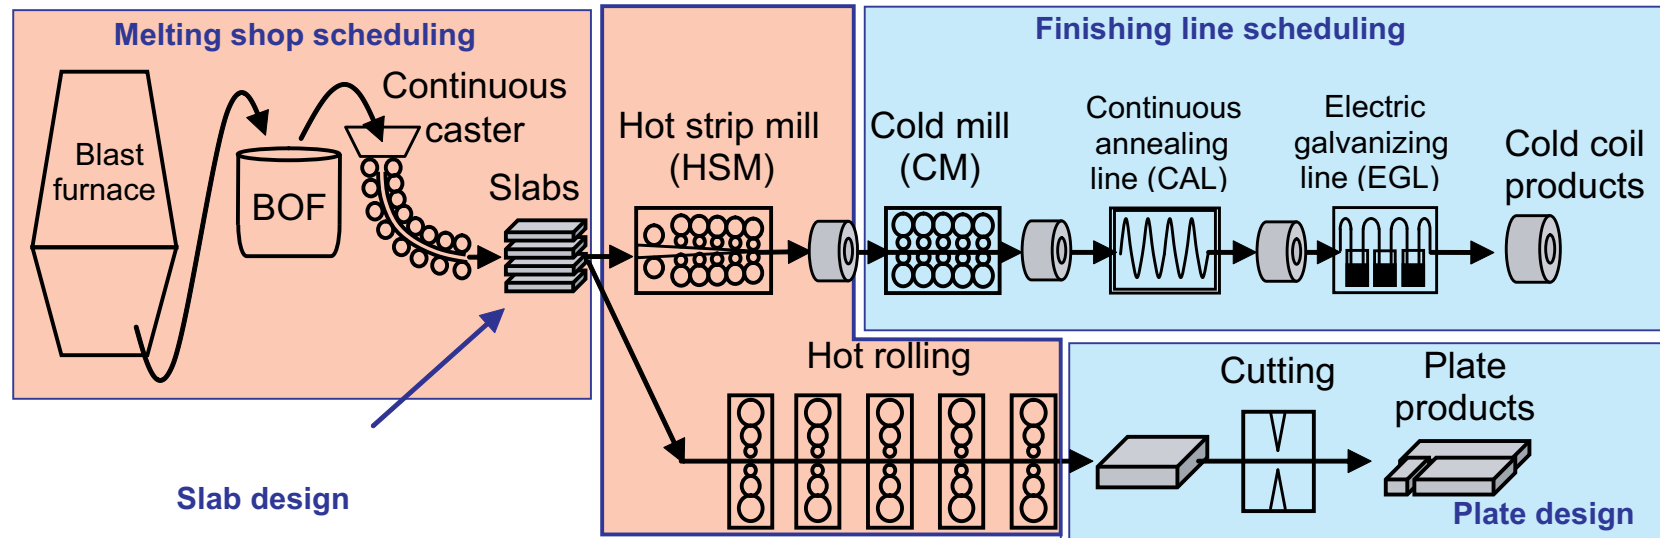 Melting shop scheduling
Blast
furnace
BOF
Continuous
caster
Slabs
Slab design
Hot strip mill
(HSM)
Hot rolling
Finishing line scheduling
Cold mill
(CM)
Continuous
annealing
line (CAL)
Electric
galvanizing
line (EGL)
Cold coil
products
Cutting
Plate
products
Plate design